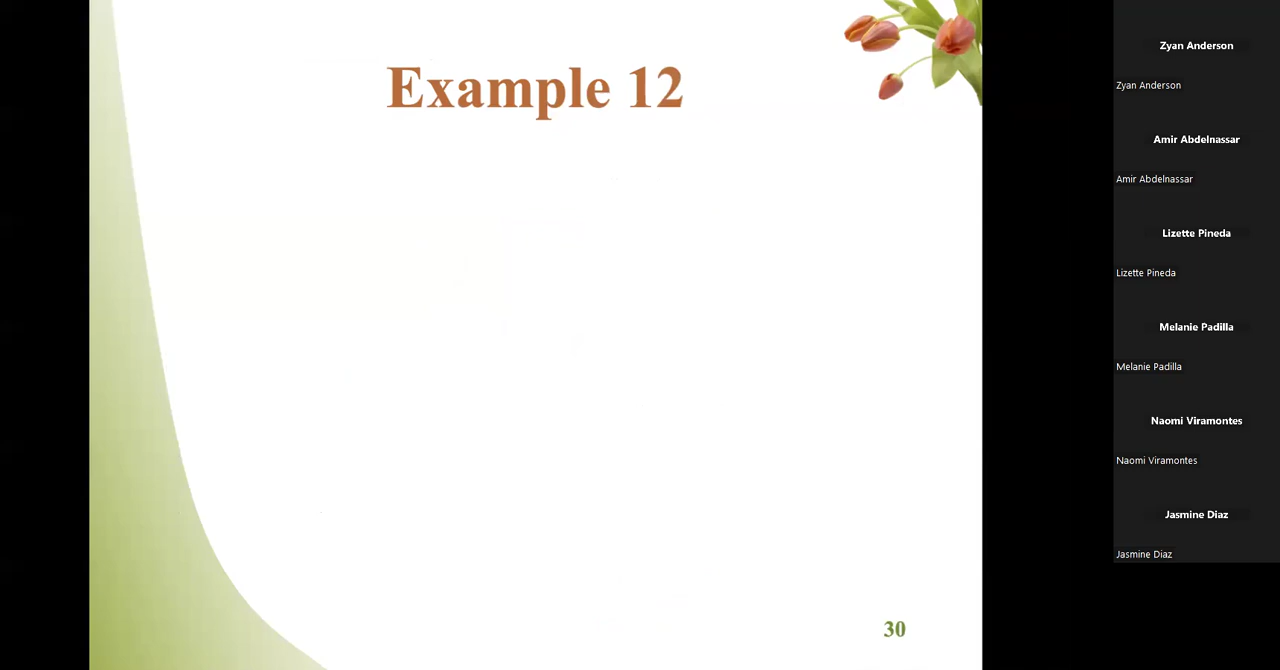 Example 12
30
Zyan Anderson
Zyan Anderson
Amir Abdelnassar
Amir Abdelnassar
Lizette Pineda
Lizette Pineda
Melanie Padilla
Melanie Padilla
Naomi Viramontes
Naomi Viramontes
Jasmine Diaz
Jasmine Diaz